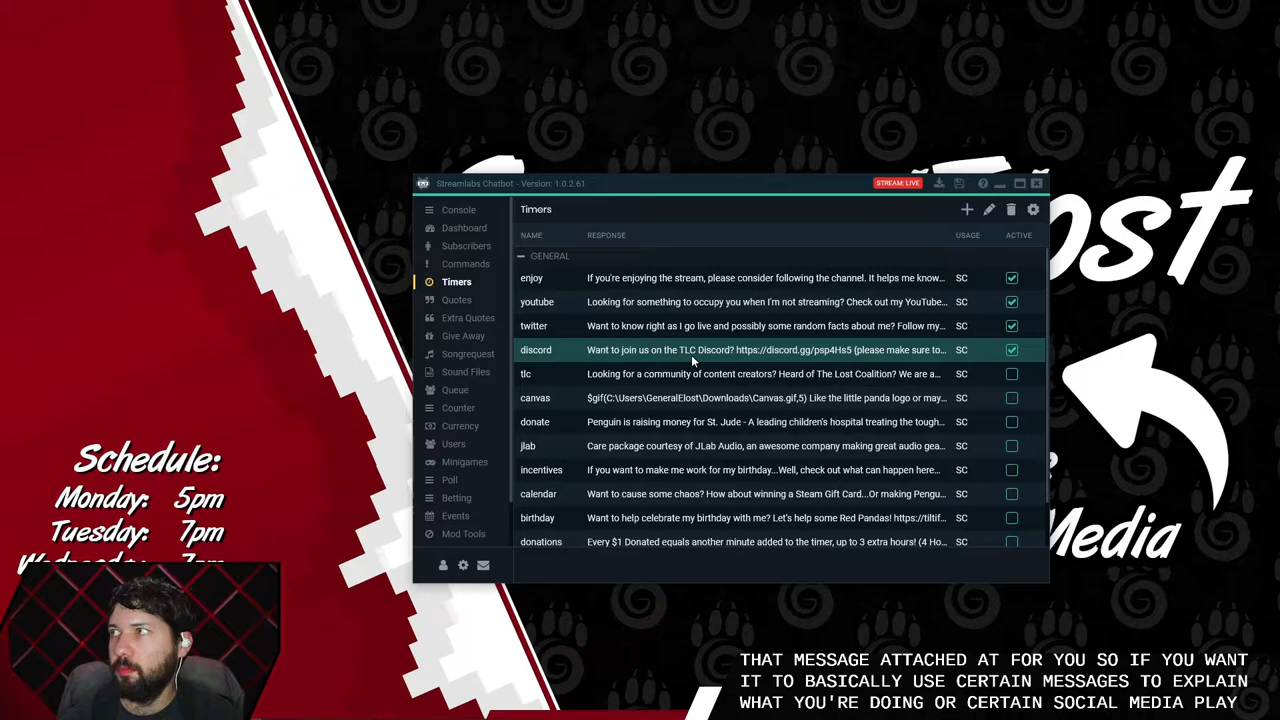 Streamlabs Chatbot - Version: 1.0.2.61
STREAM: LIVE
Console
Dashboard
Subscribers
Commands
Timers
Quotes
Extra Quotes
Give Away
Songrequest
Sound Files
Queue
Counter
Currency
Users
Minigames
Poll
Betting
Events
Mod Tools
Timers
NAME RESPONSE USAGE ACTIVE
GENERAL
enjoy If you're enjoying the stream, please consider following the channel. It helps me know... SC
youtube Looking for something to occupy you when I'm not streaming? Check out my YouTube... SC
twitter Want to know right as I go live and possibly some random facts about me? Follow my... SC
discord Want to join us on the TLC Discord? https://discord.gg/psp4Hs5 (please make sure to... SC
tlc Looking for a community of content creators? Heard of The Lost Coalition? We are a... SC
canvas $gif(C:\Users\GeneralElost\Downloads\Canvas.gif,5) Like the little panda logo or may... SC
donate Penguin is raising money for St. Jude - A leading children's hospital treating the tough... SC
jlab Care package courtesy of JLab Audio, an awesome company making great audio gea... SC
incentives If you want to make me work for my birthday...Well, check out what can happen here... SC
calendar Want to cause some chaos? How about winning a Steam Gift Card...Or making Pengu... SC
birthday Want to help celebrate my birthday with me? Let's help some Red Pandas! https://tiltif... SC
donations Every $1 Donated equals another minute added to the timer, up to 3 extra hours! (4 Ho... SC
ost
Media
Schedule:
Monday: 5pm
Tuesday: 7pm
Wednesday: 7pm
THAT MESSAGE ATTACHED AT FOR YOU SO IF YOU WANT
IT TO BASICALLY USE CERTAIN MESSAGES TO EXPLAIN
WHAT YOU'RE DOING OR CERTAIN SOCIAL MEDIA PLAY